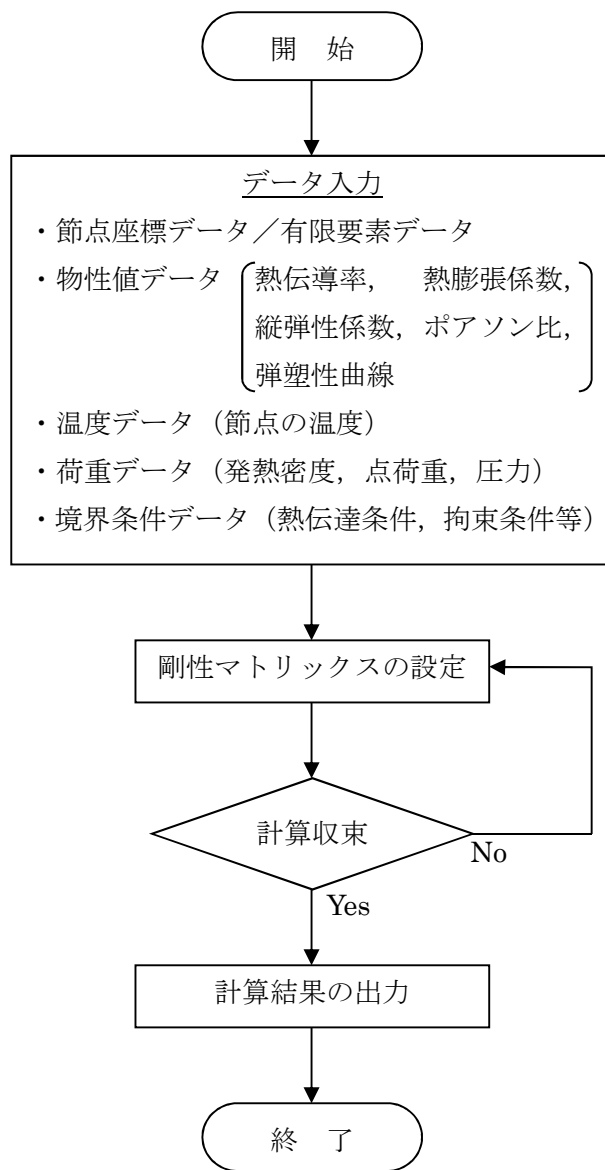 開 始
データ入力
・節点座標データ／有限要素データ
・物性値データ 熱伝導率， 熱膨張係数，
縦弾性係数，ポアソン比，
弾塑性曲線
・温度データ（節点の温度）
・荷重データ（発熱密度，点荷重，圧力）
・境界条件データ（熱伝達条件，拘束条件等）
剛性マトリックスの設定
計算収束
No
Yes
計算結果の出力
終 了